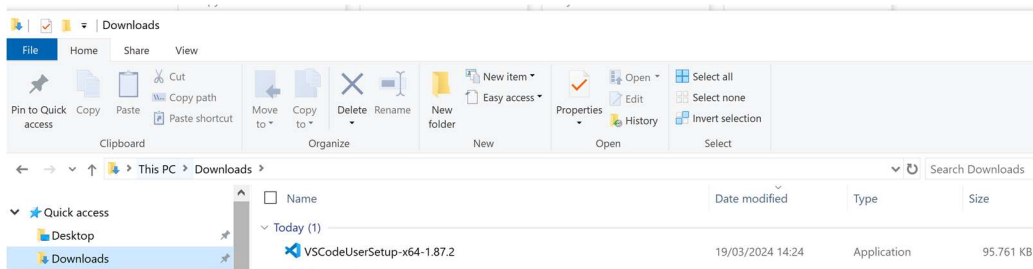 Downloads
File Home Share View
Pin to Quick access
Copy
Paste
Cut
Copy path
Paste shortcut
Clipboard
Move to
Copy to
Delete
Rename
Organize
New folder
New item
Easy access
New
Properties
Open
Edit
History
Open
Select all
Select none
Invert selection
Select
This PC > Downloads >
Search Downloads
Quick access
Desktop
Downloads
Name Date modified Type Size
Today (1)
VSCodeUserSetup-x64-1.87.2 19/03/2024 14:24 Application 95.761 KB